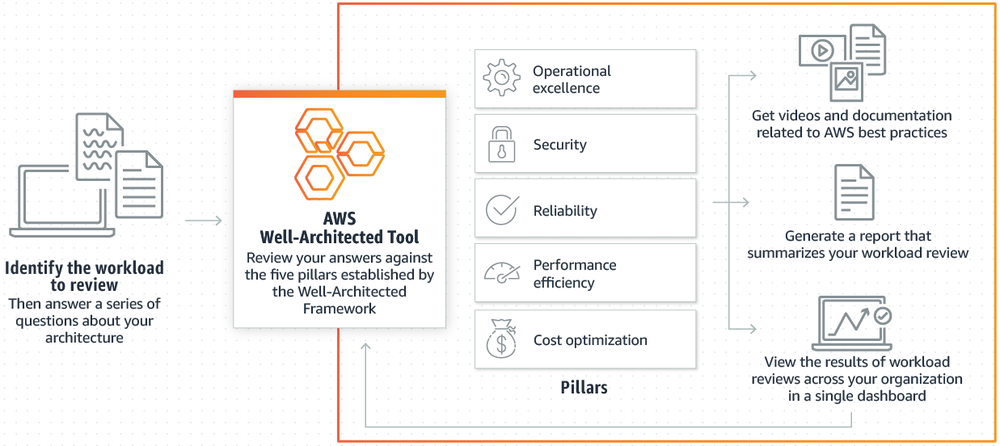 Identify the workload
to review
Then answer a series of
questions about your
architecture
AWS
Well-Architected Tool
Review your answers against
the five pillars established by
the Well-Architected
Framework
Operational
excellence
Security
Reliability
Performance
efficiency
$
Cost optimization
Pillars
Get videos and documentation
related to AWS best practices
Generate a report that
summarizes your workload review
View the results of workload
reviews across your organization
in a single dashboard